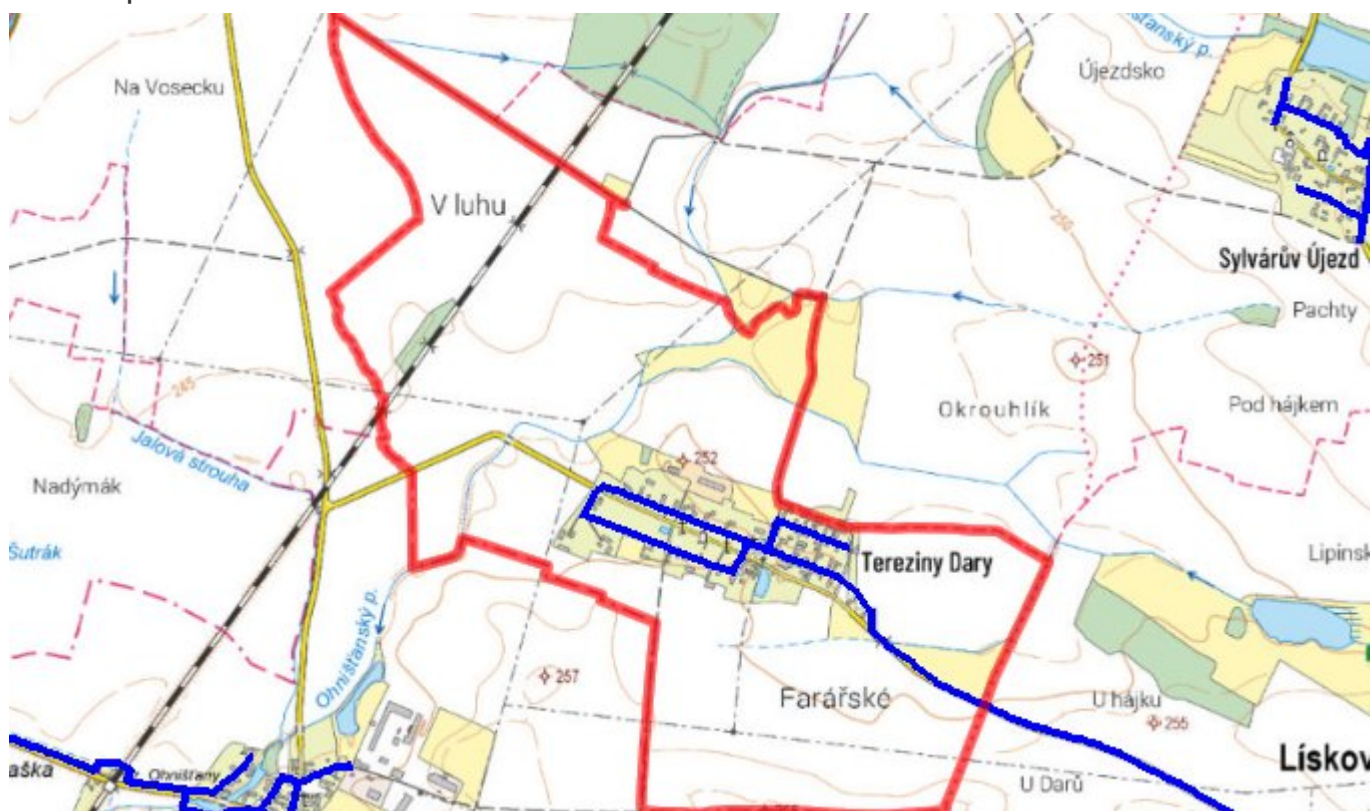 Na Vosecku
Újezdsko
V luhu
250
Sylvárův Újezd
Pachty
251
245
Okrouhlík
Pod hájkem
Jalová strouha
252
Nadýmák
Šutrák
Tereziny Dary
Lipinsk
Ohnišťanský p.
257
Farářské
U hájku
255
Ohnišťany
aška
U Darů
Lískov